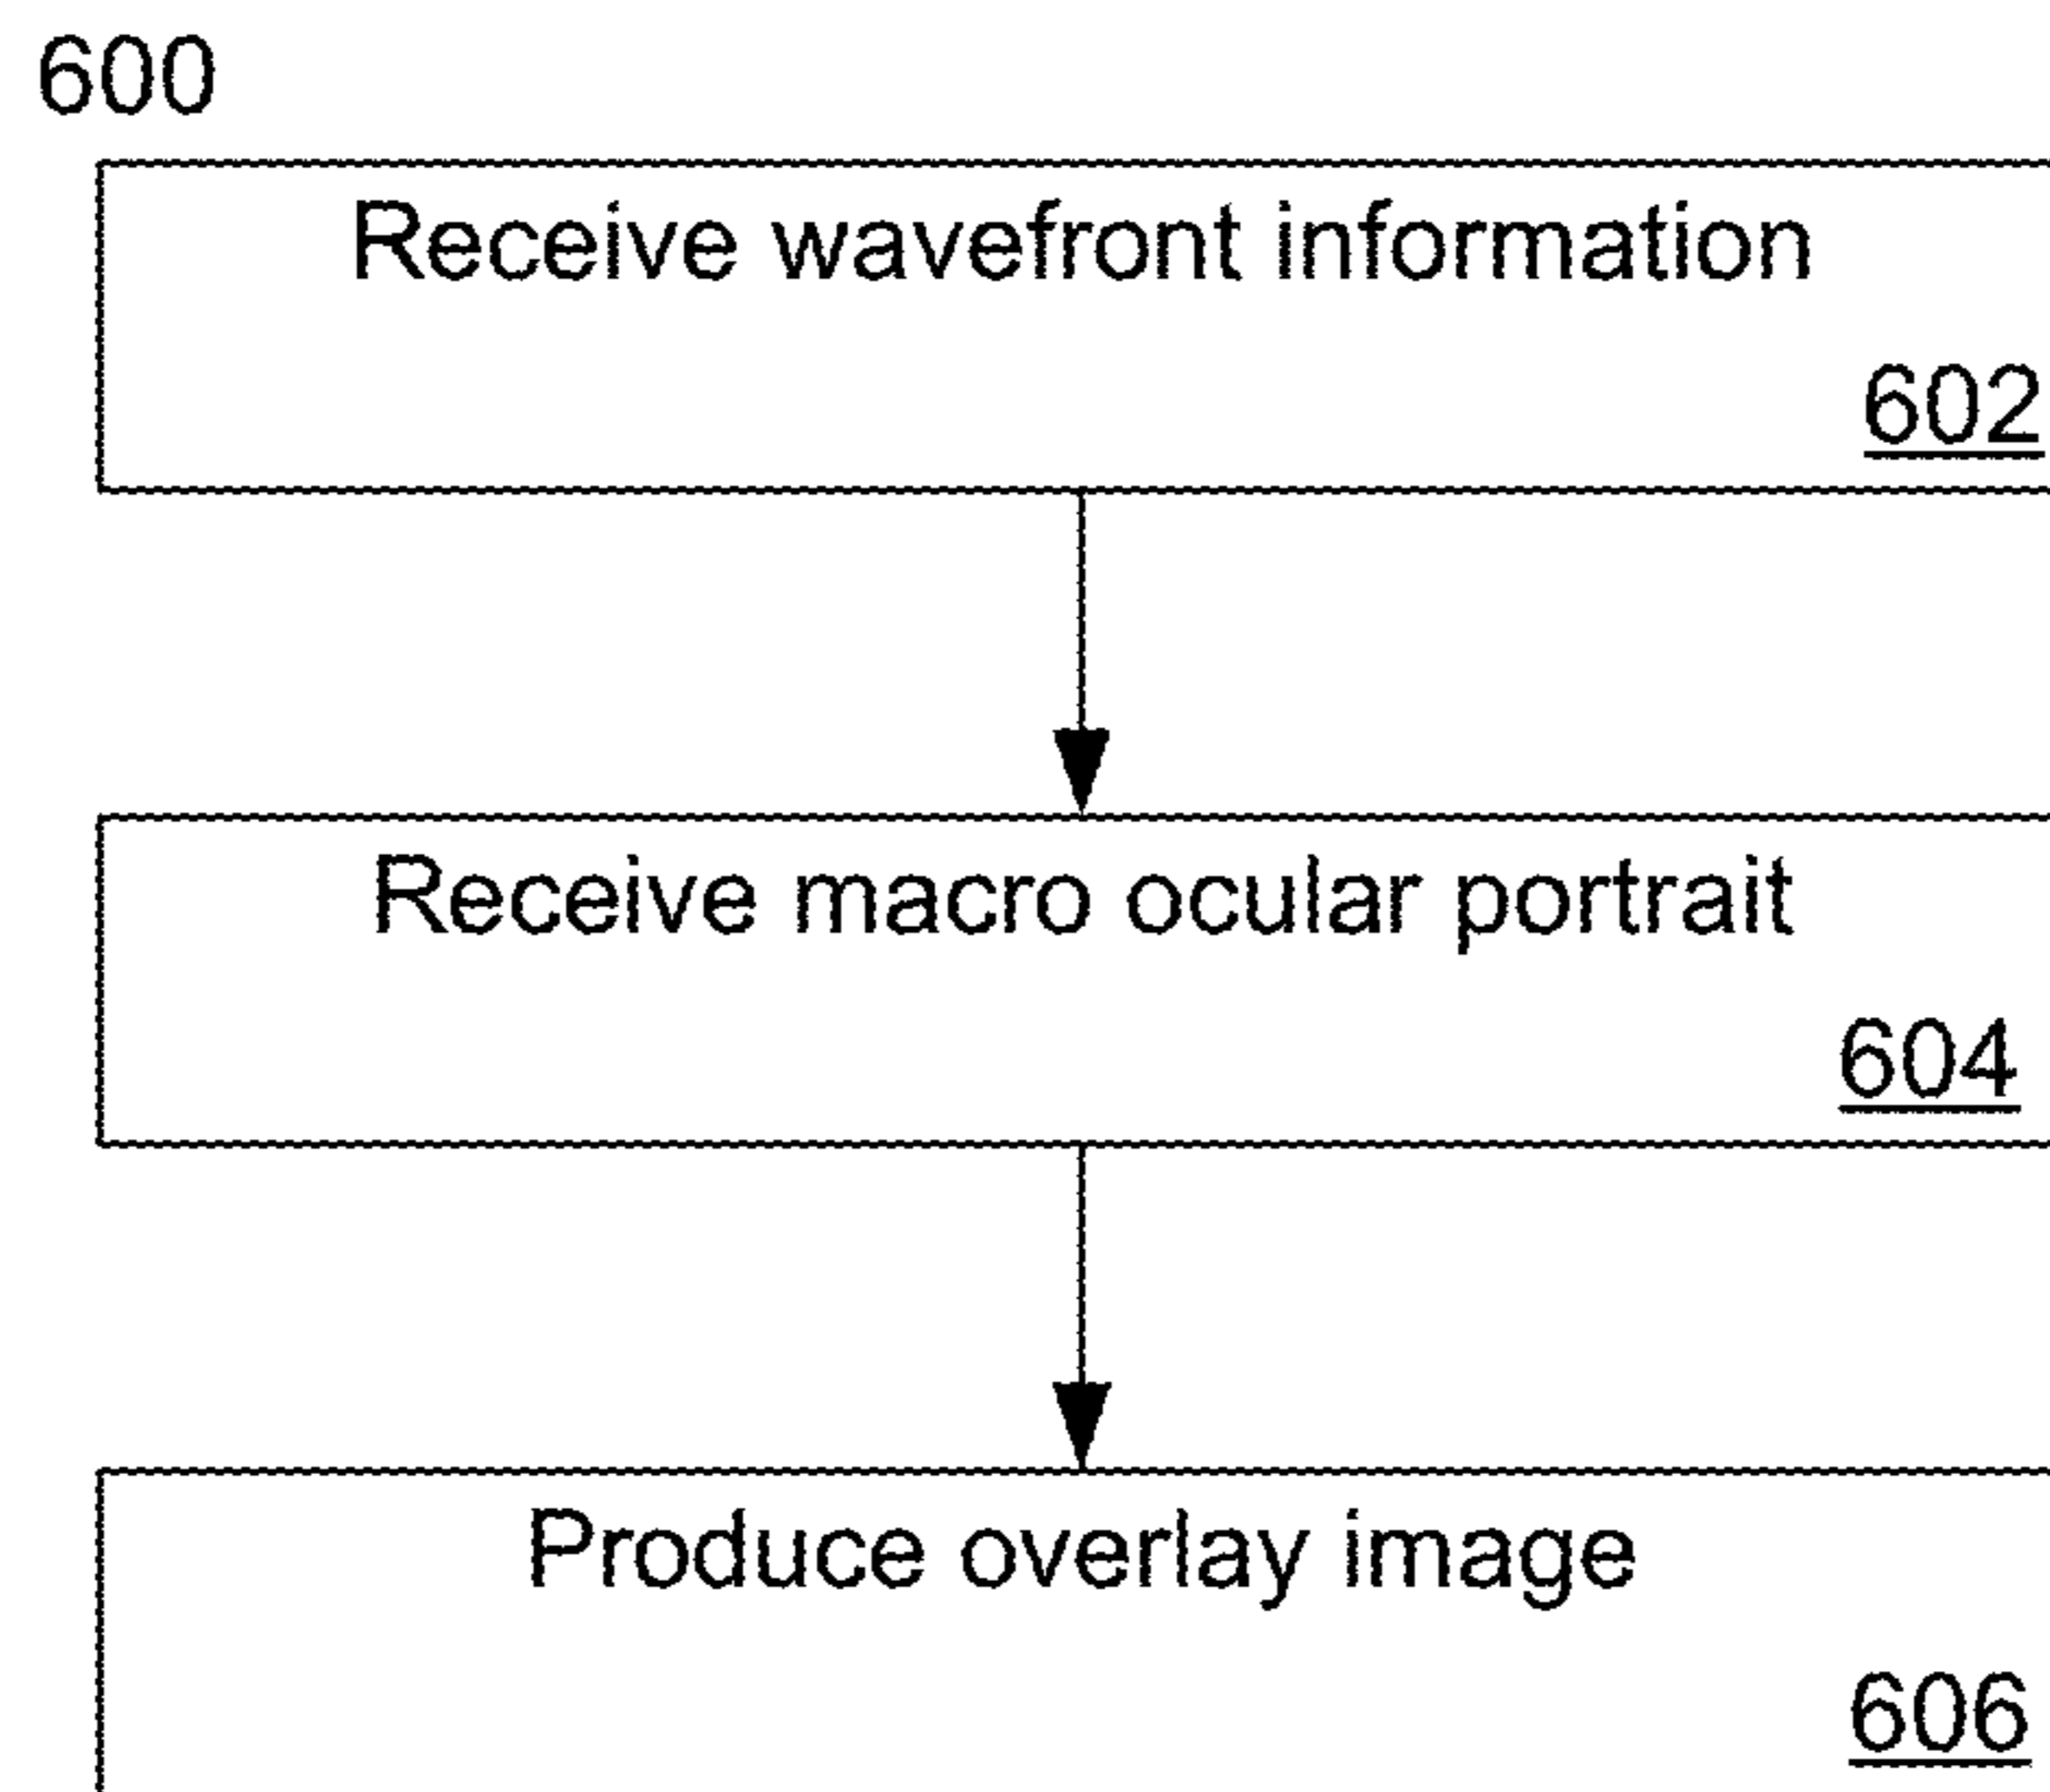 600
Receive wavefront information
602
Receive macro ocular portrait
604
Produce overlay image
606